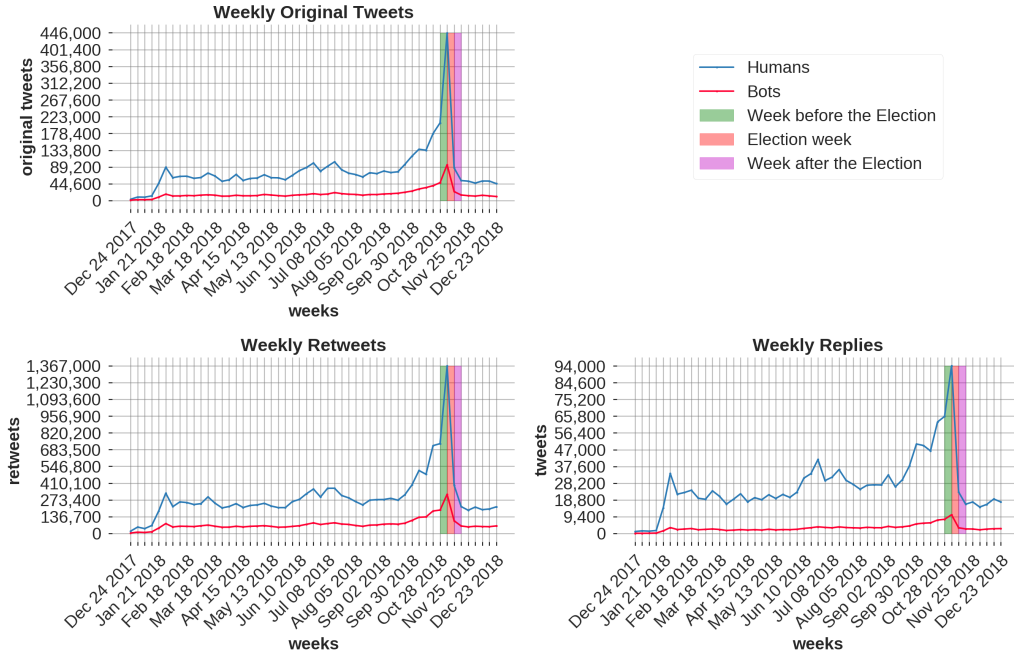 Weekly Original Tweets
original tweets
446,000
401,400
356,800
312,200
267,600
223,000
178,400
133,800
89,200
44,600
0
Dec 24 2017
Jan 21 2018
Feb 18 2018
Mar 18 2018
Apr 15 2018
May 13 2018
Jun 10 2018
Jul 08 2018
Aug 05 2018
Sep 02 2018
Sep 30 2018
Oct 28 2018
Nov 25 2018
Dec 23 2018
weeks
Humans
Bots
Week before the Election
Election week
Week after the Election
Weekly Retweets
retweets
1,367,000
1,230,300
1,093,600
956,900
820,200
683,500
546,800
410,100
273,400
136,700
0
Dec 24 2017
Jan 21 2018
Feb 18 2018
Mar 18 2018
Apr 15 2018
May 13 2018
Jun 10 2018
Jul 08 2018
Aug 05 2018
Sep 02 2018
Sep 30 2018
Oct 28 2018
Nov 25 2018
Dec 23 2018
weeks
Weekly Replies
tweets
94,000
84,600
75,200
65,800
56,400
47,000
37,600
28,200
18,800
9,400
0
Dec 24 2017
Jan 21 2018
Feb 18 2018
Mar 18 2018
Apr 15 2018
May 13 2018
Jun 10 2018
Jul 08 2018
Aug 05 2018
Sep 02 2018
Sep 30 2018
Oct 28 2018
Nov 25 2018
Dec 23 2018
weeks